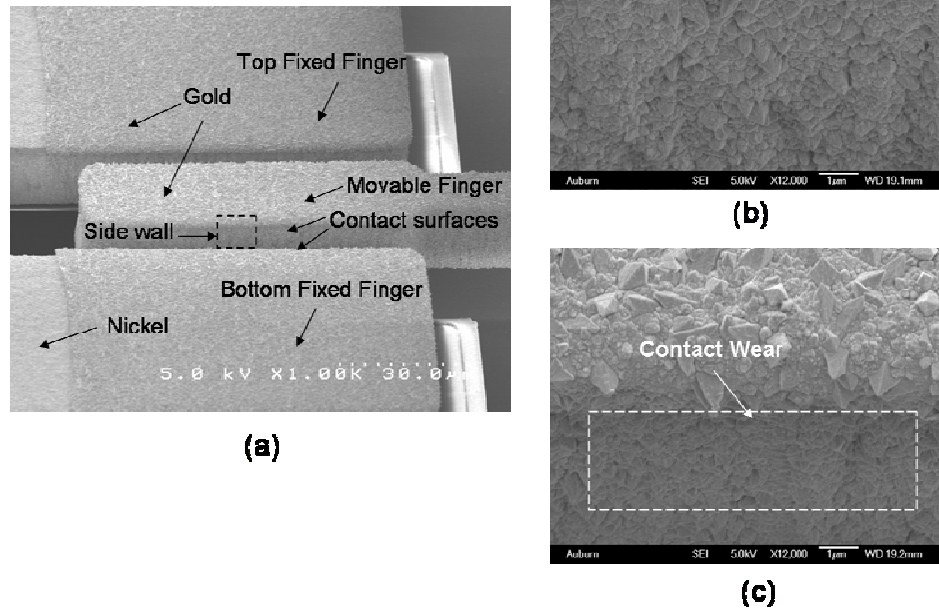 Top Fixed Finger
Gold
Movable Finger
Contact surfaces
Side wall
Bottom Fixed Finger
Nickel
5.0 kV X1.00K 30.0μm
(a)
Auburn SEI 5.0kV X12,000 1μm WD 19.1mm
(b)
Contact Wear
Auburn SEI 5.0kV X12,000 1μm WD 19.2mm
(c)